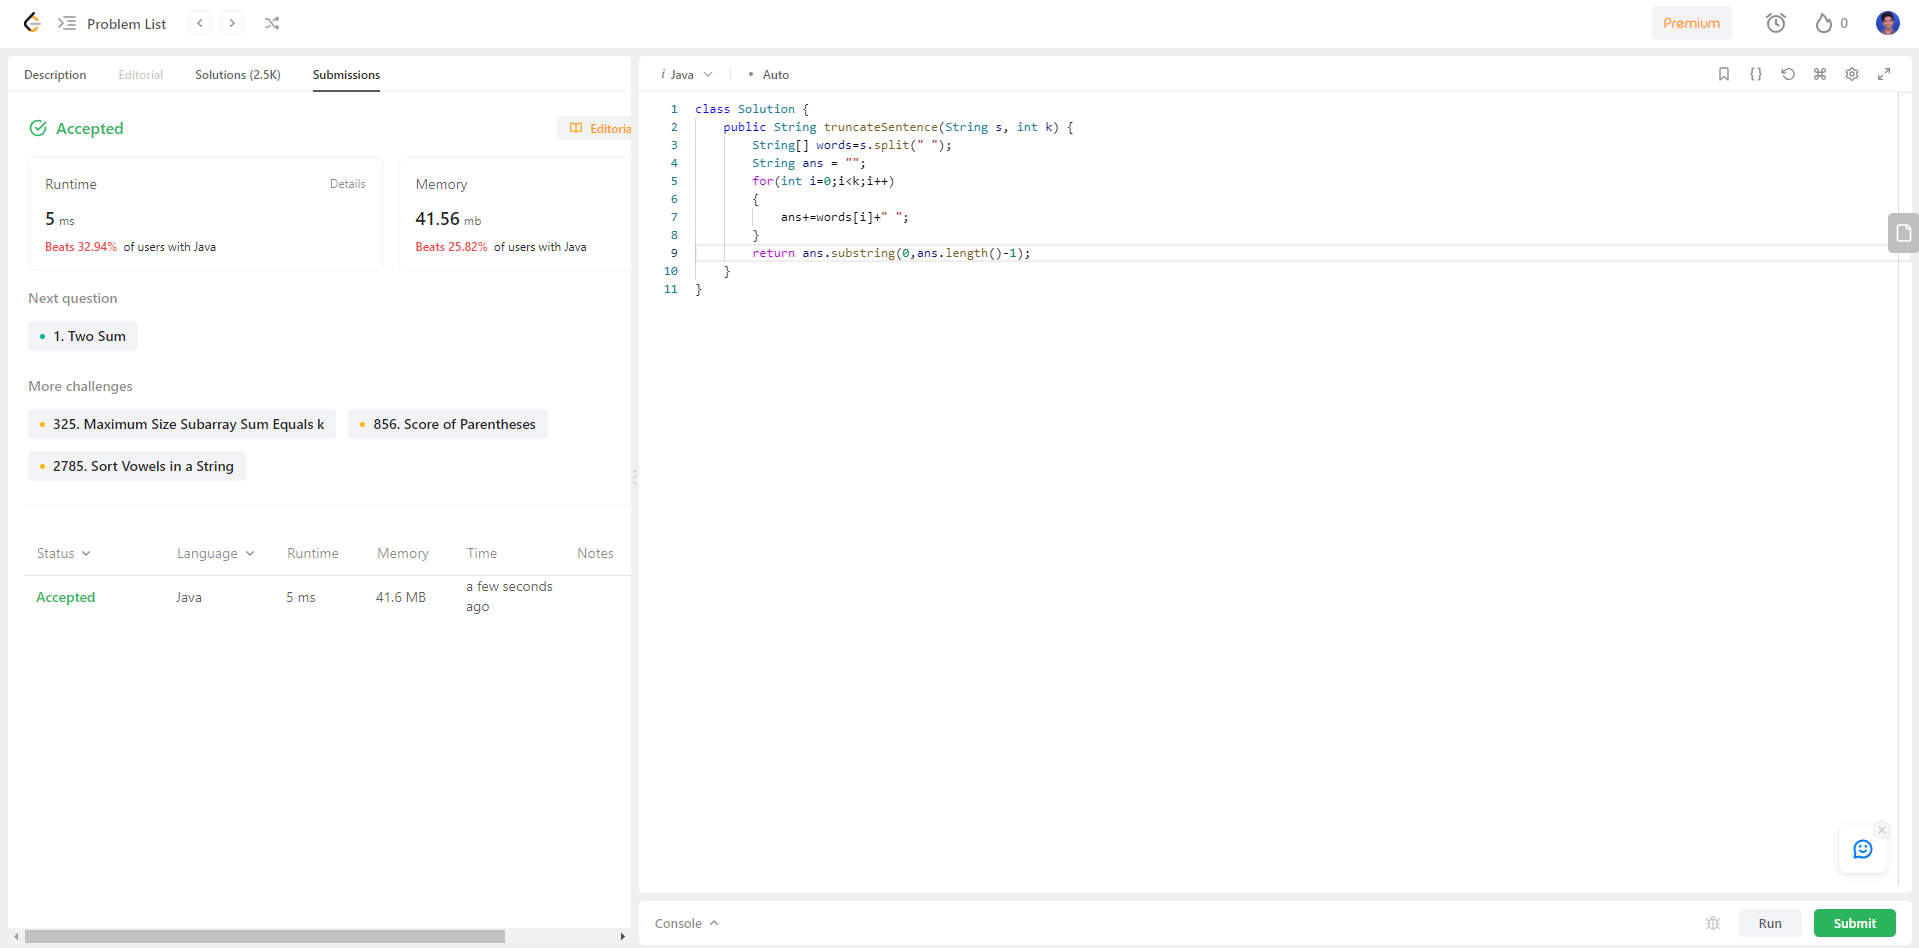 Problem List
Premium
0
Description Editorial Solutions (2.5K) Submissions
Accepted
Editoria
Runtime Details
5 ms
Beats 32.94% of users with Java
Memory
41.56 mb
Beats 25.82% of users with Java
Next question
1. Two Sum
More challenges
325. Maximum Size Subarray Sum Equals k
856. Score of Parentheses
2785. Sort Vowels in a String
Status Language Runtime Memory Time Notes
Accepted Java 5 ms 41.6 MB a few seconds
ago
i Java • Auto
1 class Solution {
2     public String truncateSentence(String s, int k) {
3         String[] words=s.split(" ");
4         String ans = "";
5         for(int i=0;i<k;i++)
6         {
7             ans+=words[i]+" ";
8         }
9         return ans.substring(0,ans.length()-1);
10     }
11 }
Console
Run
Submit